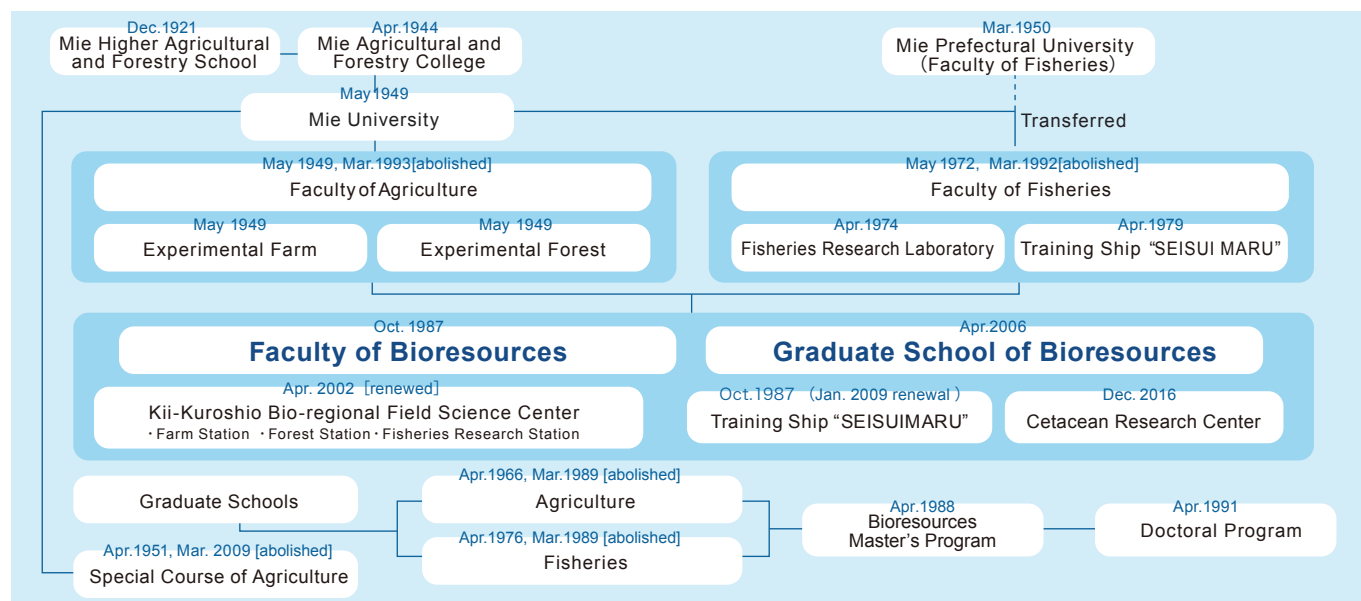 Dec.1921
Mie Higher Agricultural
and Forestry School
Apr.1944
Mie Agricultural and
Forestry College
Mar.1950
Mie Prefectural University
(Faculty of Fisheries)
May1949
Mie University
Transferred
May 1949, Mar.1993[abolished]
Faculty of Agriculture
May 1949
Experimental Farm
May 1949
Experimental Forest
May 1972, Mar.1992[abolished]
Faculty of Fisheries
Apr.1974
Fisheries Research Laboratory
Apr.1979
Training Ship “SEISUI MARU”
Oct. 1987
Faculty of Bioresources
Apr.2006
Graduate School of Bioresources
Apr. 2002 [renewed]
Kii-Kuroshio Bio-regional Field Science Center
・Farm Station ・Forest Station・Fisheries Research Station
Oct.1987 (Jan. 2009 renewal )
Training Ship “SEISUIMARU”
Dec. 2016
Cetacean Research Center
Graduate Schools
Apr.1966, Mar.1989 [abolished]
Agriculture
Apr.1976, Mar.1989 [abolished]
Fisheries
Apr.1988
Bioresources
Master’s Program
Apr.1991
Doctoral Program
Apr.1951, Mar. 2009 [abolished]
Special Course of Agriculture